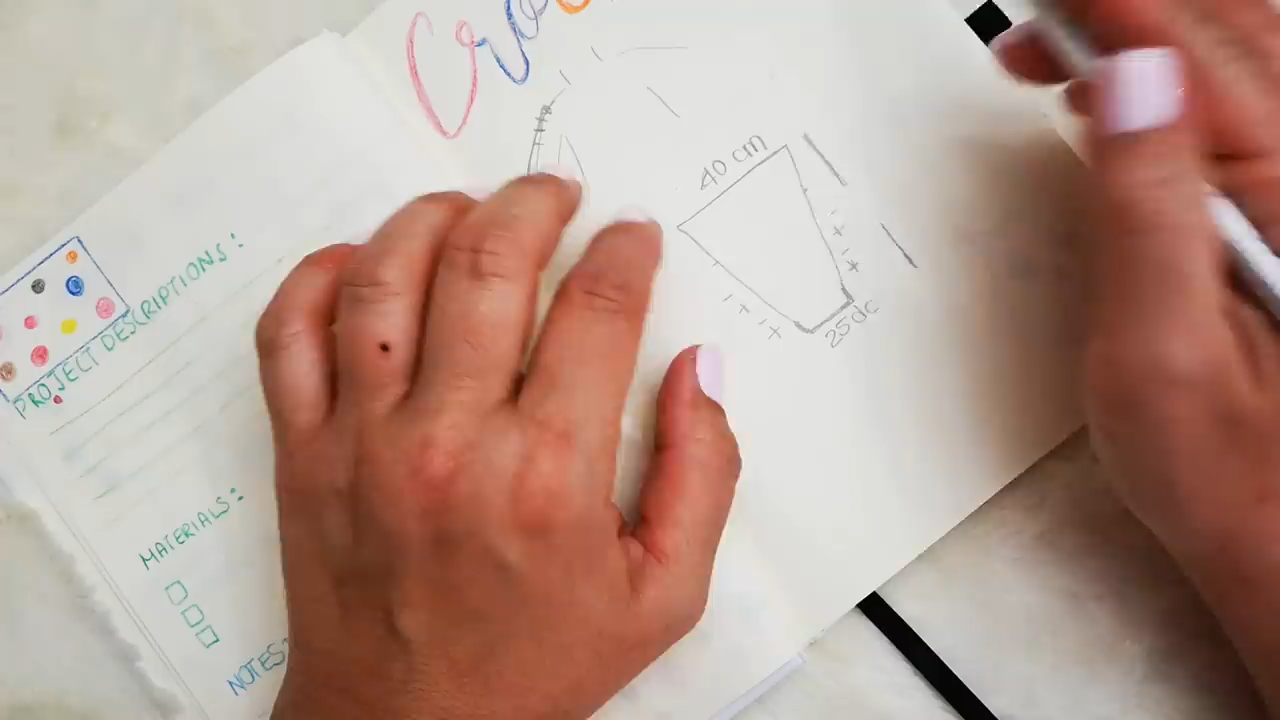 PROJECT DESCRIPTIONS:
MATERIALS:
NOTES:
40 cm
25dc